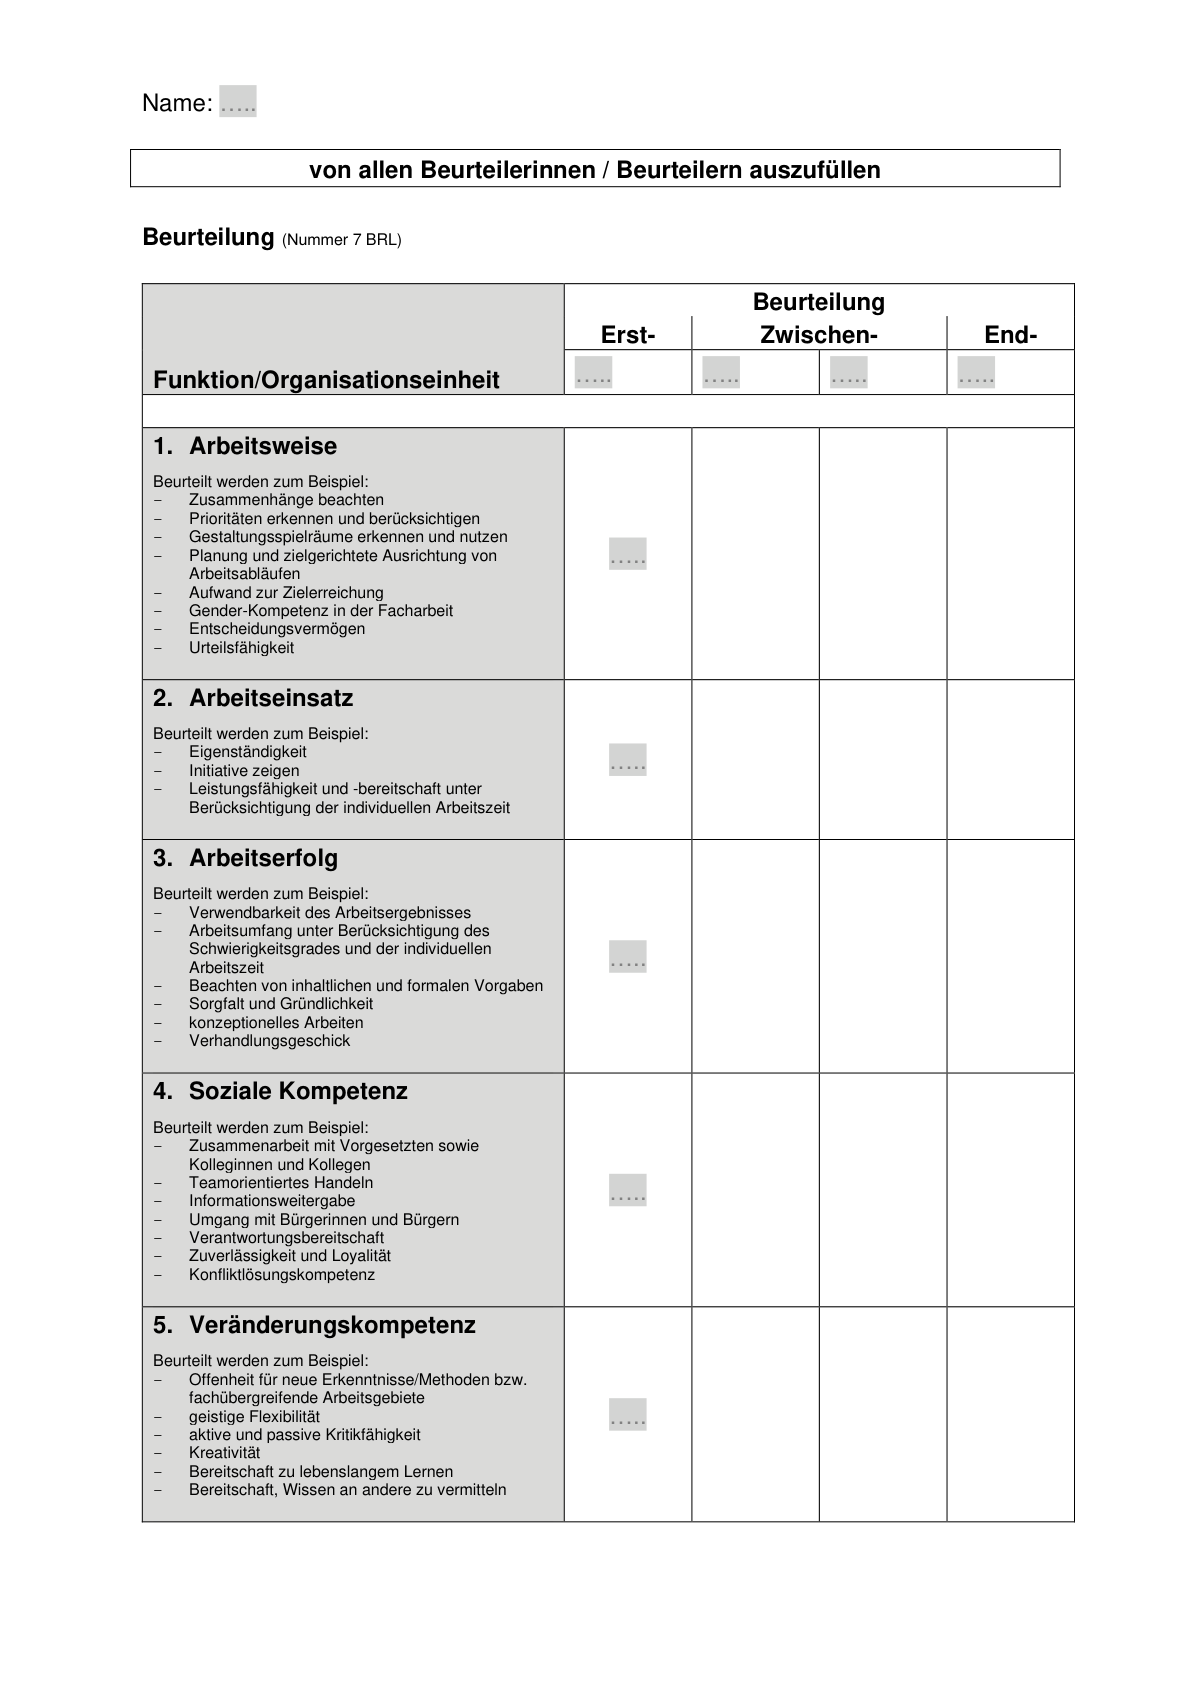 Name: .....
von allen Beurteilerinnen / Beurteilern auszufüllen
Beurteilung (Nummer 7 BRL)
Beurteilung
Erst- Zwischen- End-
Funktion/Organisationseinheit ..... ..... ..... .....
1. Arbeitsweise
Beurteilt werden zum Beispiel:
– Zusammenhänge beachten
– Prioritäten erkennen und berücksichtigen
– Gestaltungsspielräume erkennen und nutzen
– Planung und zielgerichtete Ausrichtung von
Arbeitsabläufen
– Aufwand zur Zielerreichung
– Gender-Kompetenz in der Facharbeit
– Entscheidungsvermögen
– Urteilsfähigkeit
.....
2. Arbeitseinsatz
Beurteilt werden zum Beispiel:
– Eigenständigkeit
– Initiative zeigen
– Leistungsfähigkeit und -bereitschaft unter
Berücksichtigung der individuellen Arbeitszeit
.....
3. Arbeitserfolg
Beurteilt werden zum Beispiel:
– Verwendbarkeit des Arbeitsergebnisses
– Arbeitsumfang unter Berücksichtigung des
Schwierigkeitsgrades und der individuellen
Arbeitszeit
– Beachten von inhaltlichen und formalen Vorgaben
– Sorgfalt und Gründlichkeit
– konzeptionelles Arbeiten
– Verhandlungsgeschick
.....
4. Soziale Kompetenz
Beurteilt werden zum Beispiel:
– Zusammenarbeit mit Vorgesetzten sowie
Kolleginnen und Kollegen
– Teamorientiertes Handeln
– Informationsweitergabe
– Umgang mit Bürgerinnen und Bürgern
– Verantwortungsbereitschaft
– Zuverlässigkeit und Loyalität
– Konfliktlösungskompetenz
.....
5. Veränderungskompetenz
Beurteilt werden zum Beispiel:
– Offenheit für neue Erkenntnisse/Methoden bzw.
fachübergreifende Arbeitsgebiete
– geistige Flexibilität
– aktive und passive Kritikfähigkeit
– Kreativität
– Bereitschaft zu lebenslangem Lernen
– Bereitschaft, Wissen an andere zu vermitteln
.....